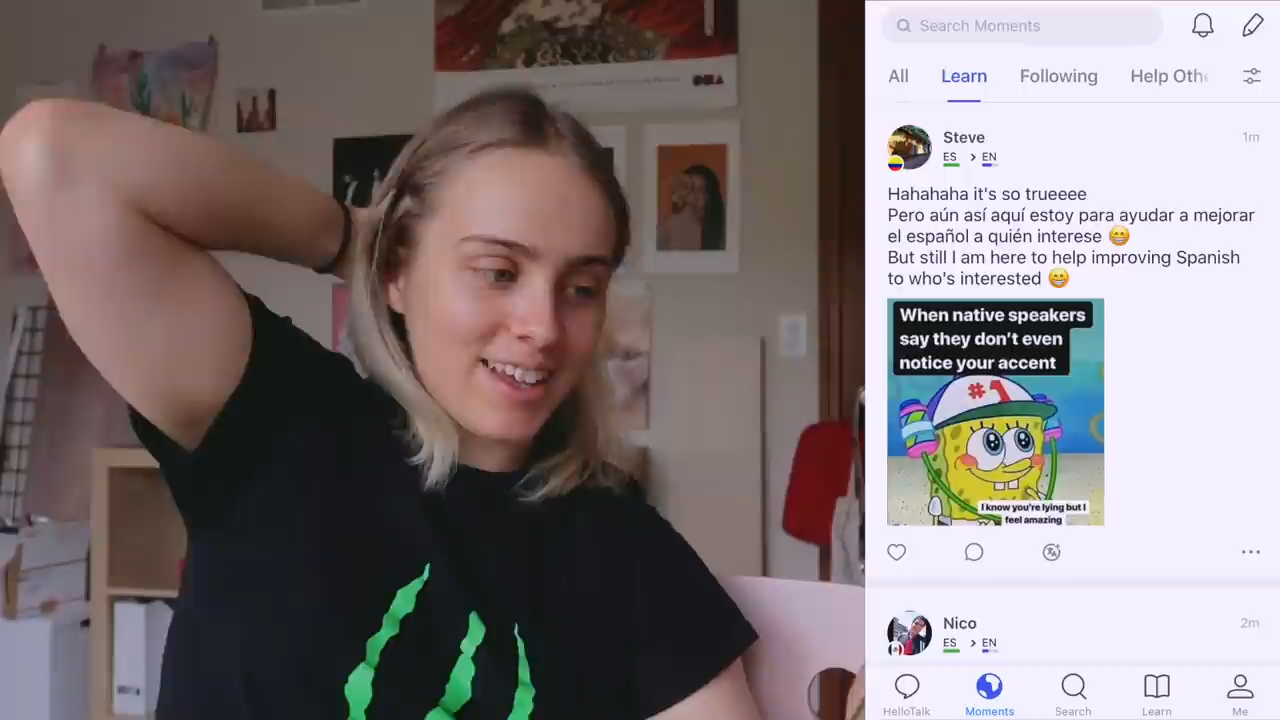 Search Moments
All
Learn
Following
Help Oth
Steve
1m
ES
EN
Hahahaha it's so trueeee
Pero aún así aquí estoy para ayudar a mejorar
el español a quién interese 😁
But still I am here to help improving Spanish
to who's interested 😁
When native speakers
say they don't even
notice your accent
#1
I know you're lying but I
feel amazing
Nico
2m
ES
EN
HelloTalk
Moments
Search
Learn
Me